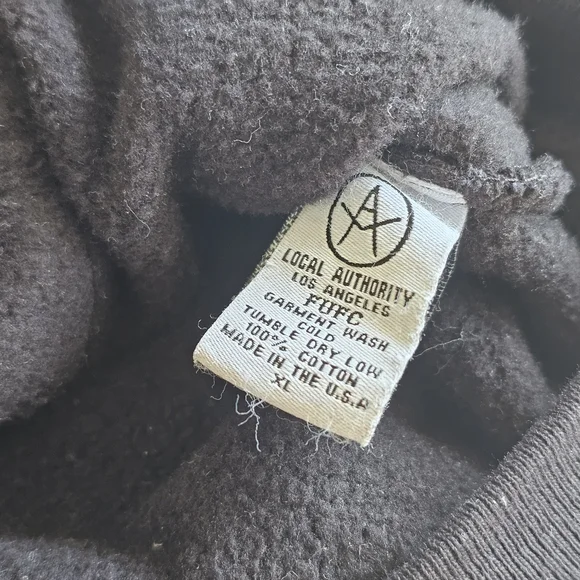 LOCAL AUTHORITY
LOS ANGELES
FUFC
GARMENT WASH
COLD
TUMBLE DRY LOW
100% COTTON
MADE IN THE U.S.A
XL